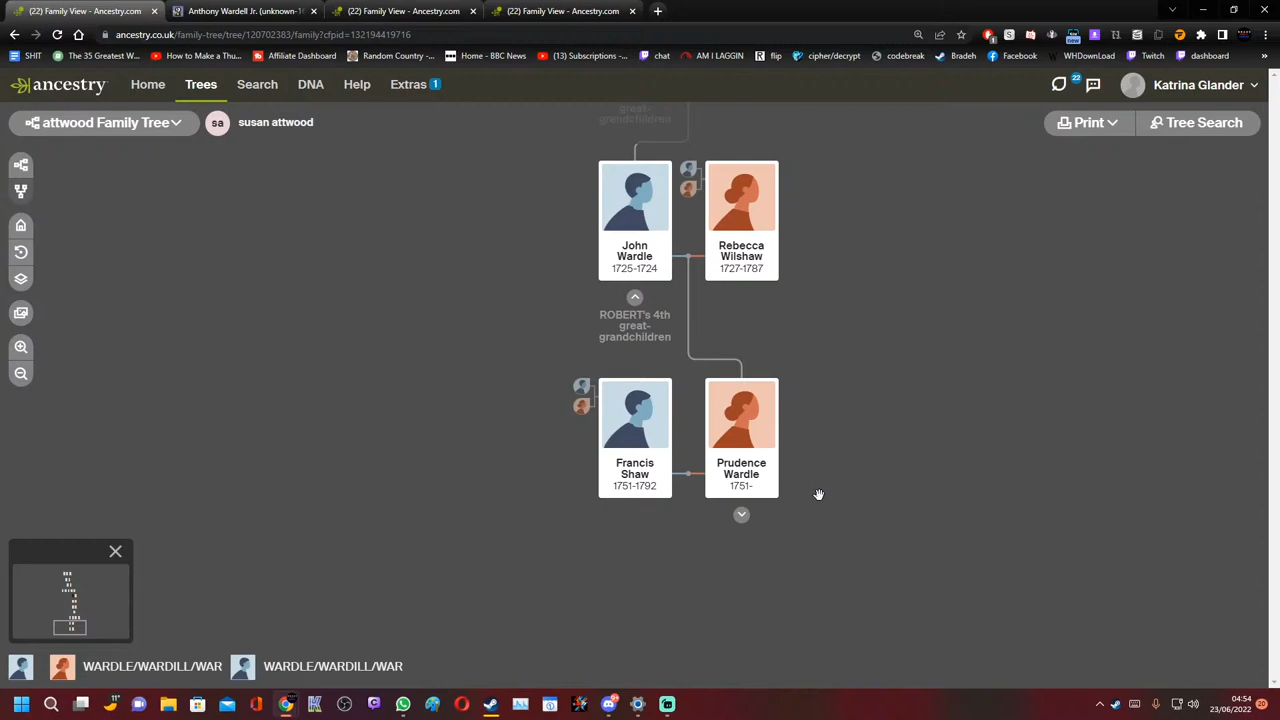 (22) Family View - Ancestry.com
Anthony Wardell Jr. (unknown-1
(22) Family View - Ancestry.com
(22) Family View - Ancestry.com
ancestry.co.uk/family-tree/tree/120702383/family?cfpid=132194419716
SHIT
The 35 Greatest W...
Affiliate Dashboard
Kingdom Country -...
Home - BBC News
(13) Subscriptions -...
chat
AM I LAGGIN
flip
cipher/decrypt
codebreak
Bradeh
Facebook
WHDownLoad
Twitch
dashboard
ancestry
Home
Trees
Search
DNA
Help
Extras 1
22
Katrina Glander
attwood Family Tree
sa
susan attwood
Print
Tree Search
great-
grandchildren
John
Wardle
1725-1724
Rebecca
Wilshaw
1727-1787
ROBERT's 4th
great-
grandchildren
Francis
Shaw
1751-1792
Prudence
Wardle
1751-
WARDLE/WARDILL/WAR
WARDLE/WARDILL/WAR
04:54
23/06/2022